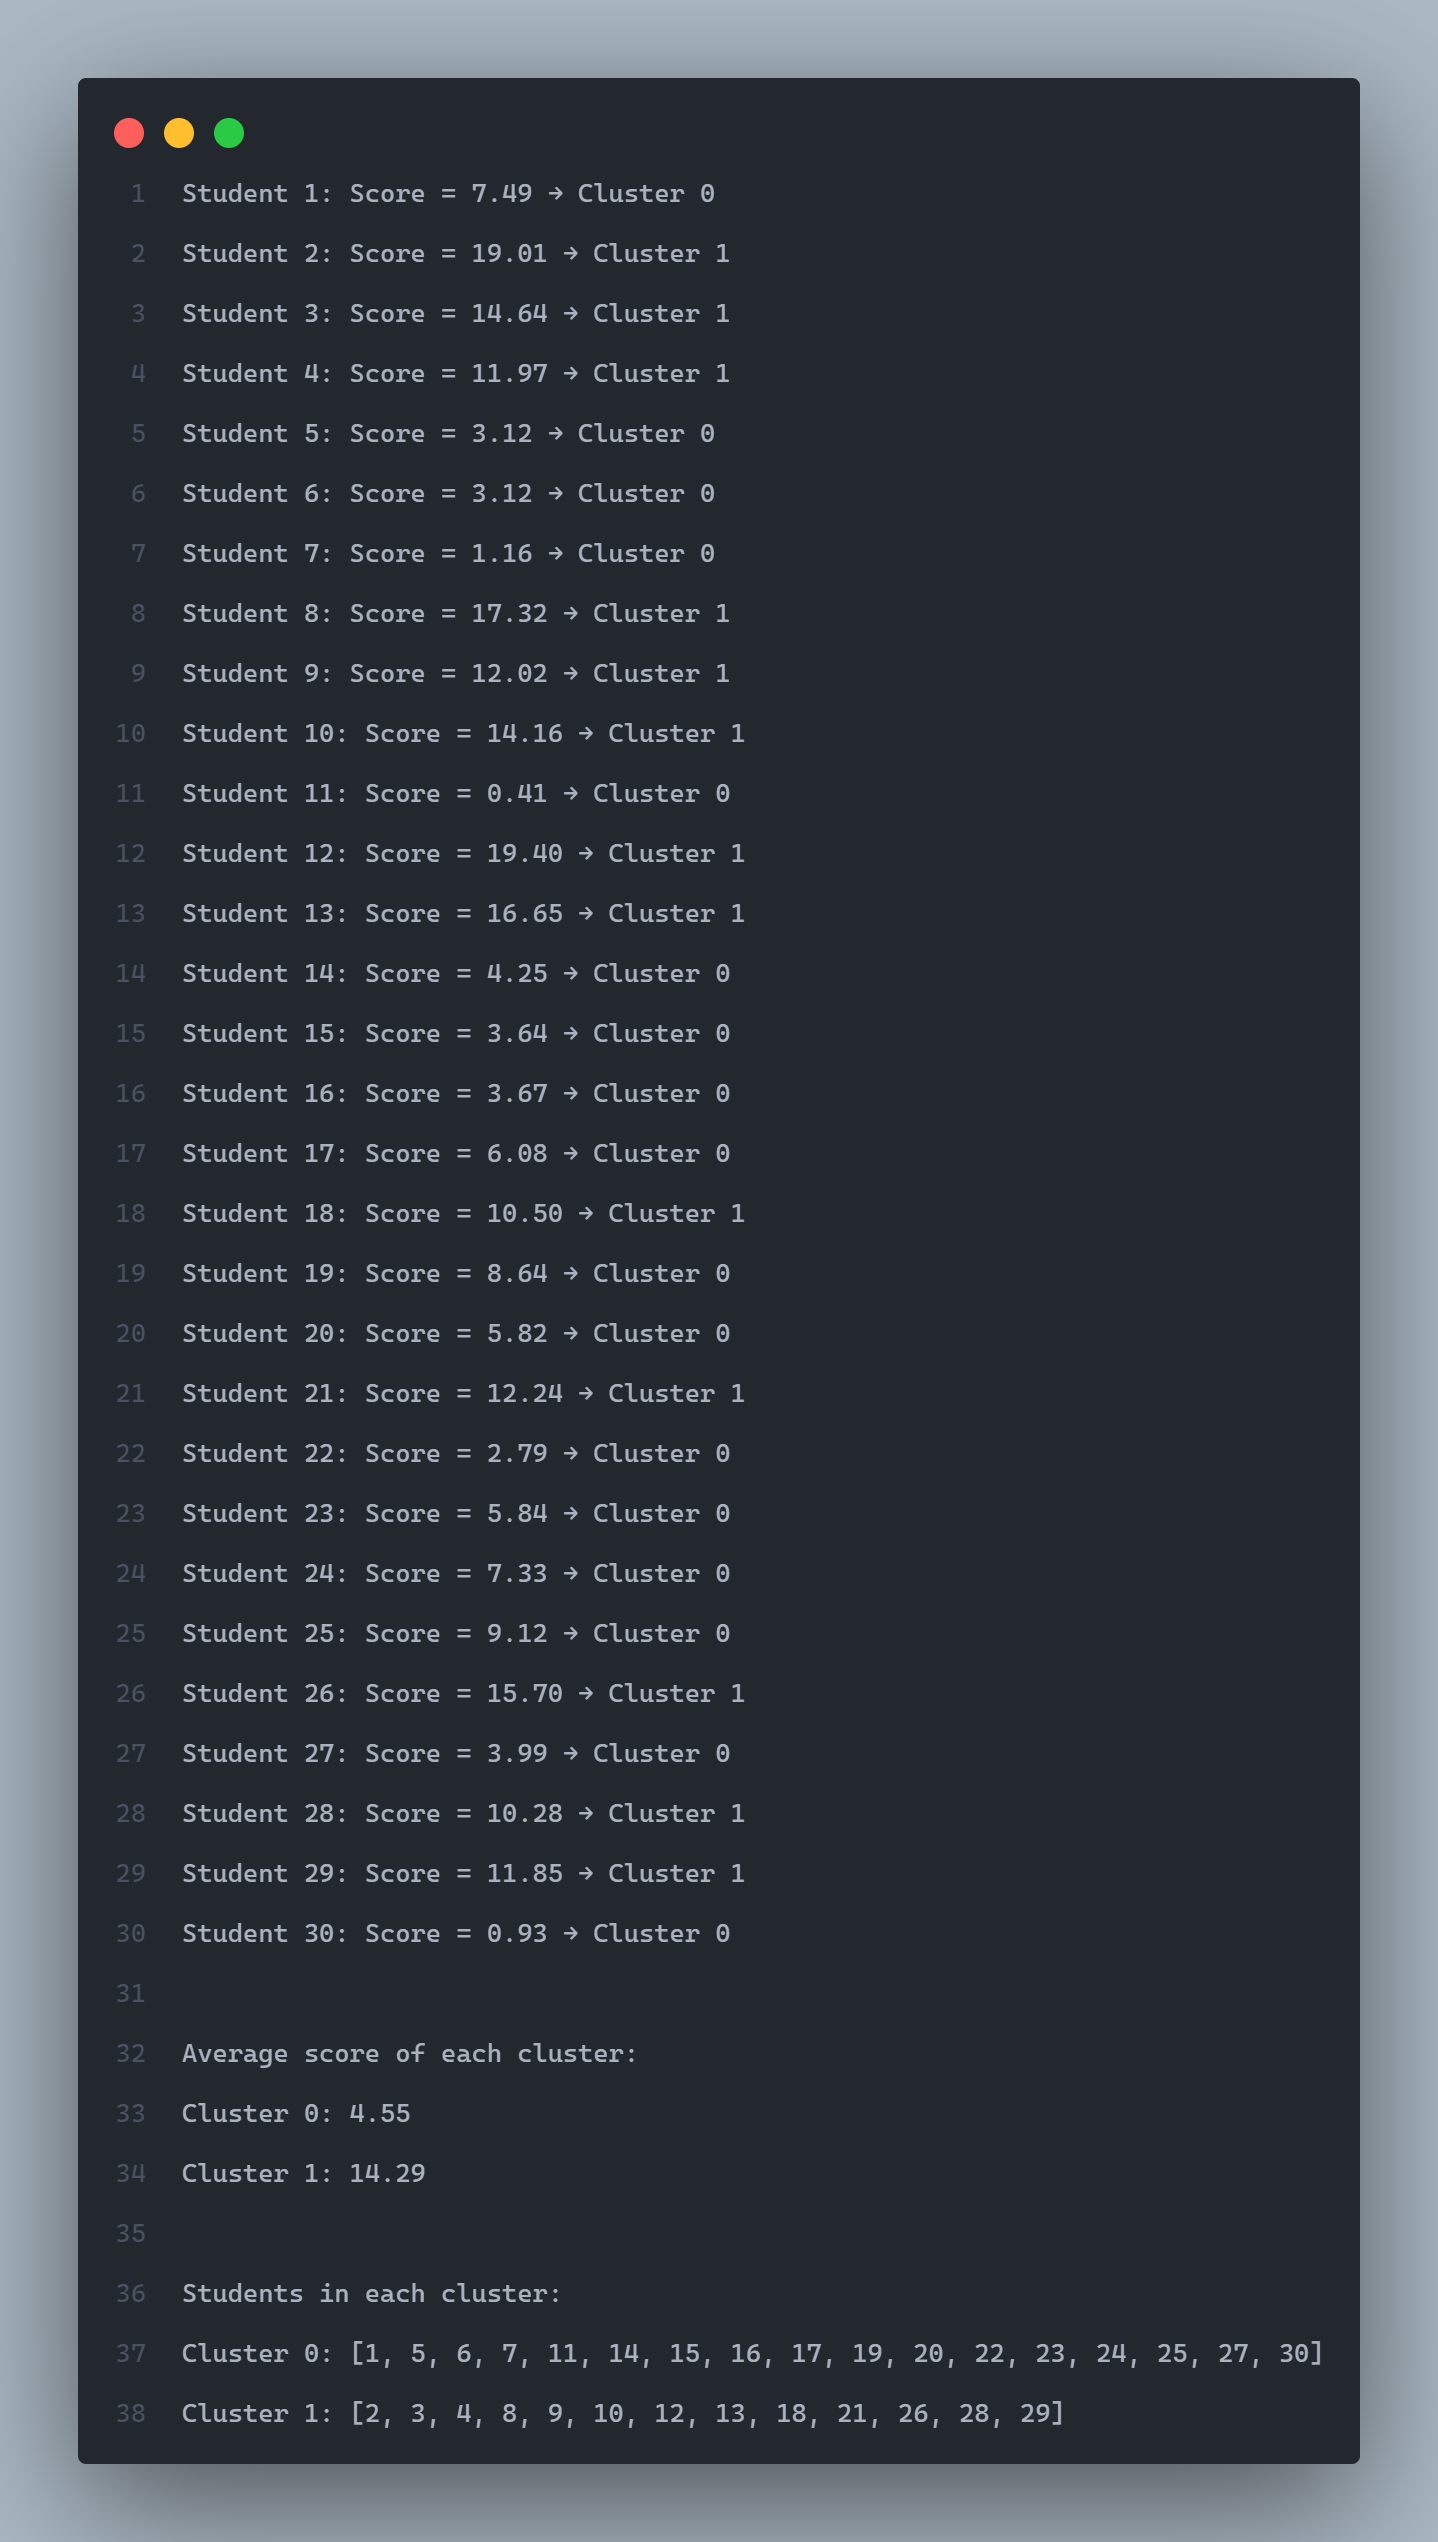 1 Student 1: Score = 7.49 → Cluster 0
2 Student 2: Score = 19.01 → Cluster 1
3 Student 3: Score = 14.64 → Cluster 1
4 Student 4: Score = 11.97 → Cluster 1
5 Student 5: Score = 3.12 → Cluster 0
6 Student 6: Score = 3.12 → Cluster 0
7 Student 7: Score = 1.16 → Cluster 0
8 Student 8: Score = 17.32 → Cluster 1
9 Student 9: Score = 12.02 → Cluster 1
10 Student 10: Score = 14.16 → Cluster 1
11 Student 11: Score = 0.41 → Cluster 0
12 Student 12: Score = 19.40 → Cluster 1
13 Student 13: Score = 16.65 → Cluster 1
14 Student 14: Score = 4.25 → Cluster 0
15 Student 15: Score = 3.64 → Cluster 0
16 Student 16: Score = 3.67 → Cluster 0
17 Student 17: Score = 6.08 → Cluster 0
18 Student 18: Score = 10.50 → Cluster 1
19 Student 19: Score = 8.64 → Cluster 0
20 Student 20: Score = 5.82 → Cluster 0
21 Student 21: Score = 12.24 → Cluster 1
22 Student 22: Score = 2.79 → Cluster 0
23 Student 23: Score = 5.84 → Cluster 0
24 Student 24: Score = 7.33 → Cluster 0
25 Student 25: Score = 9.12 → Cluster 0
26 Student 26: Score = 15.70 → Cluster 1
27 Student 27: Score = 3.99 → Cluster 0
28 Student 28: Score = 10.28 → Cluster 1
29 Student 29: Score = 11.85 → Cluster 1
30 Student 30: Score = 0.93 → Cluster 0
31
32 Average score of each cluster:
33 Cluster 0: 4.55
34 Cluster 1: 14.29
35
36 Students in each cluster:
37 Cluster 0: [1, 5, 6, 7, 11, 14, 15, 16, 17, 19, 20, 22, 23, 24, 25, 27, 30]
38 Cluster 1: [2, 3, 4, 8, 9, 10, 12, 13, 18, 21, 26, 28, 29]